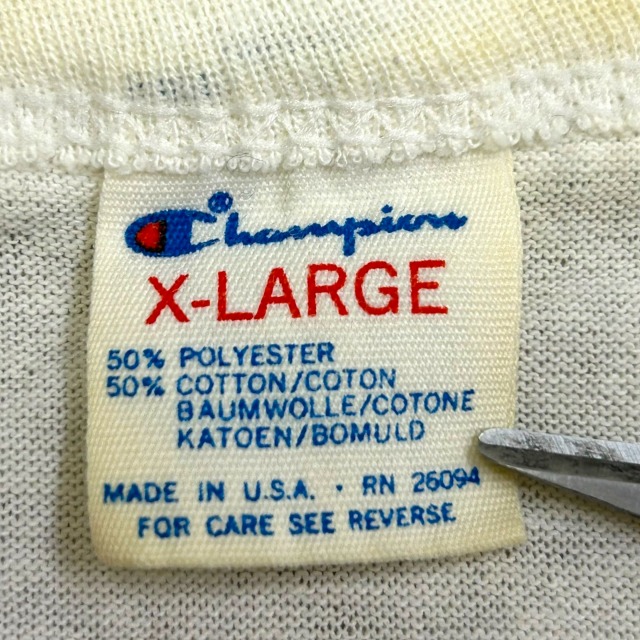 Champion®
X-LARGE
50% POLYESTER
50% COTTON/COTON
BAUMWOLLE/COTONE
KATOEN/BOMULD
MADE IN U.S.A. · RN 26094
FOR CARE SEE REVERSE